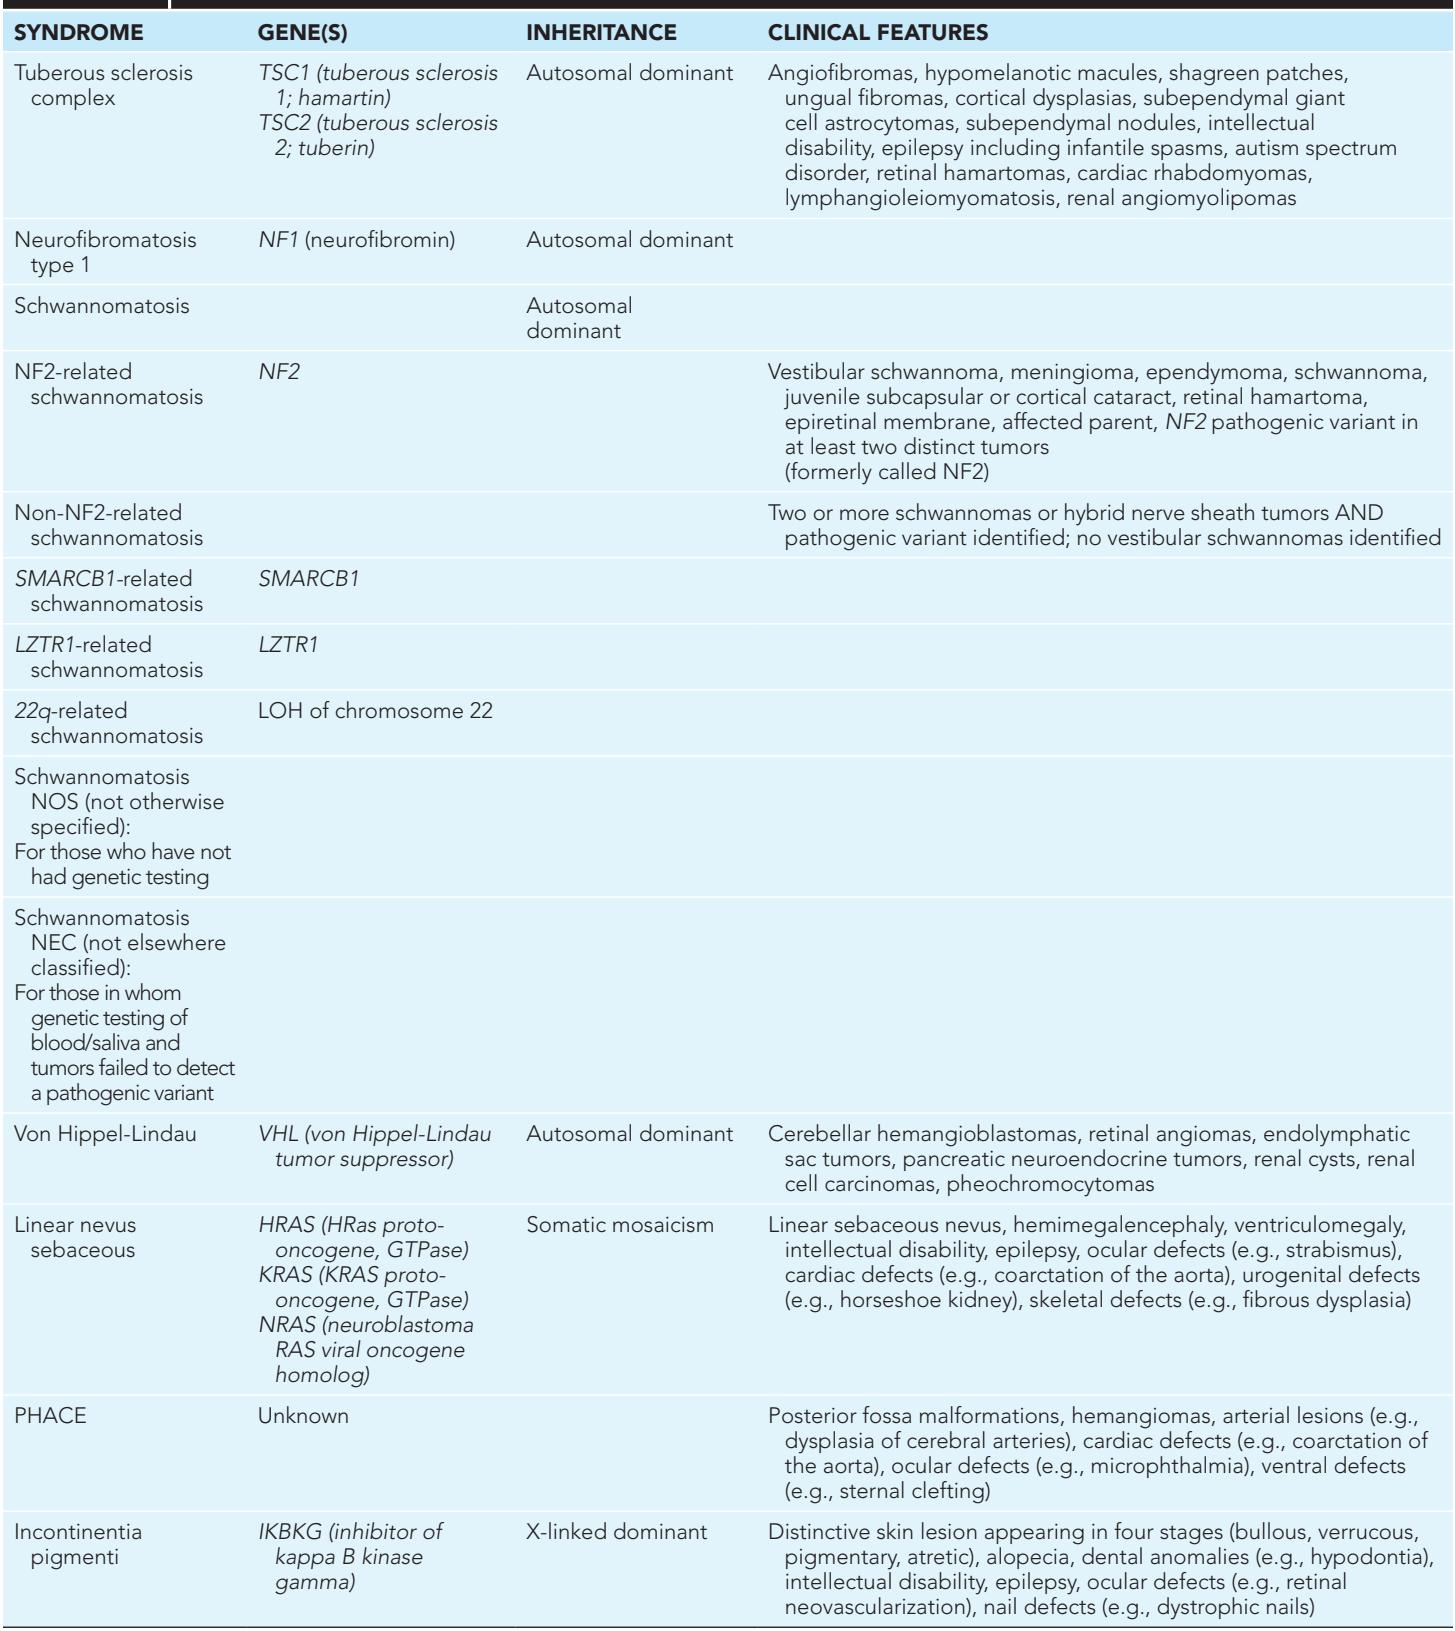 SYNDROME GENE(S) INHERITANCE CLINICAL FEATURES
Tuberous sclerosis
complex
TSC1 (tuberous sclerosis
1; hamartin)
TSC2 (tuberous sclerosis
2; tuberin)
Autosomal dominant
Angiofibromas, hypomelanotic macules, shagreen patches,
ungual fibromas, cortical dysplasias, subependymal giant
cell astrocytomas, subependymal nodules, intellectual
disability, epilepsy including infantile spasms, autism spectrum
disorder, retinal hamartomas, cardiac rhabdomyomas,
lymphangioleiomyomatosis, renal angiomyolipomas
Neurofibromatosis
type 1
NF1 (neurofibromin)
Autosomal dominant
Schwannomatosis
Autosomal
dominant
NF2-related
schwannomatosis
NF2
Vestibular schwannoma, meningioma, ependymoma, schwannoma,
juvenile subcapsular or cortical cataract, retinal hamartoma,
epiretinal membrane, affected parent, NF2 pathogenic variant in
at least two distinct tumors
(formerly called NF2)
Non-NF2-related
schwannomatosis
Two or more schwannomas or hybrid nerve sheath tumors AND
pathogenic variant identified; no vestibular schwannomas identified
SMARCB1-related
schwannomatosis
SMARCB1
LZTR1-related
schwannomatosis
LZTR1
22q-related
schwannomatosis
LOH of chromosome 22
Schwannomatosis
NOS (not otherwise
specified):
For those who have not
had genetic testing
Schwannomatosis
NEC (not elsewhere
classified):
For those in whom
genetic testing of
blood/saliva and
tumors failed to detect
a pathogenic variant
Von Hippel-Lindau
VHL (von Hippel-Lindau
tumor suppressor)
Autosomal dominant
Cerebellar hemangioblastomas, retinal angiomas, endolymphatic
sac tumors, pancreatic neuroendocrine tumors, renal cysts, renal
cell carcinomas, pheochromocytomas
Linear nevus
sebaceous
HRAS (HRas proto-
oncogene, GTPase)
KRAS (KRAS proto-
oncogene, GTPase)
NRAS (neuroblastoma
RAS viral oncogene
homolog)
Somatic mosaicism
Linear sebaceous nevus, hemimegalencephaly, ventriculomegaly,
intellectual disability, epilepsy, ocular defects (e.g., strabismus),
cardiac defects (e.g., coarctation of the aorta), urogenital defects
(e.g., horseshoe kidney), skeletal defects (e.g., fibrous dysplasia)
PHACE
Unknown
Posterior fossa malformations, hemangiomas, arterial lesions (e.g.,
dysplasia of cerebral arteries), cardiac defects (e.g., coarctation of
the aorta), ocular defects (e.g., microphthalmia), ventral defects
(e.g., sternal clefting)
Incontinentia
pigmenti
IKBKG (inhibitor of
kappa B kinase
gamma)
X-linked dominant
Distinctive skin lesion appearing in four stages (bullous, verrucous,
pigmentary, atretic), alopecia, dental anomalies (e.g., hypodontia),
intellectual disability, epilepsy, ocular defects (e.g., retinal
neovascularization), nail defects (e.g., dystrophic nails)